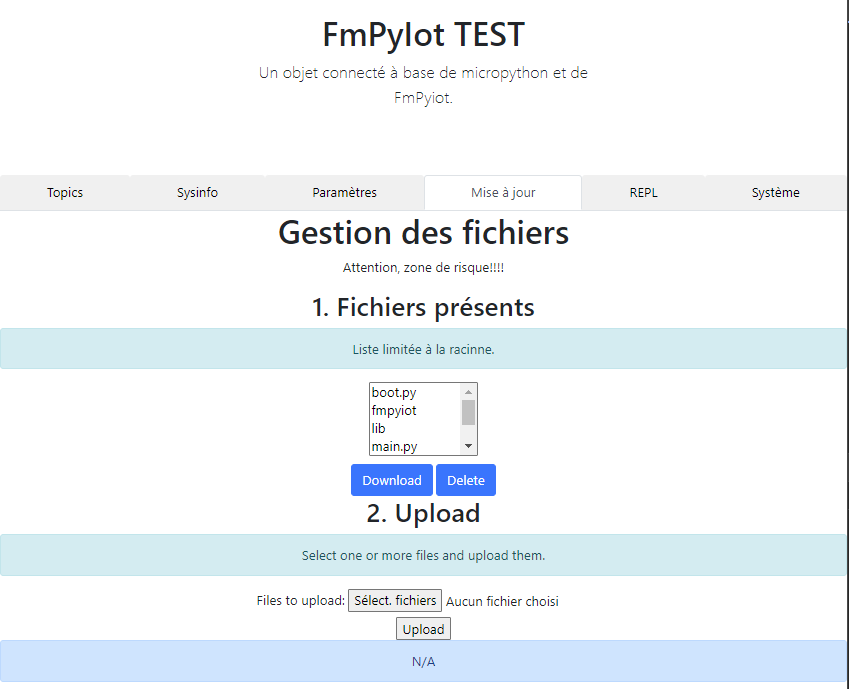 FmPyIot TEST
Un objet connecté à base de micropython et de
FmPyiot.
Topics Sysinfo Paramètres Mise à jour REPL Système
Gestion des fichiers
Attention, zone de risque!!!!
1. Fichiers présents
Liste limitée à la racinne.
boot.py
fmpyiot
lib
main.py
Download Delete
2. Upload
Select one or more files and upload them.
Files to upload: Sélect. fichiers Aucun fichier choisi
Upload
N/A